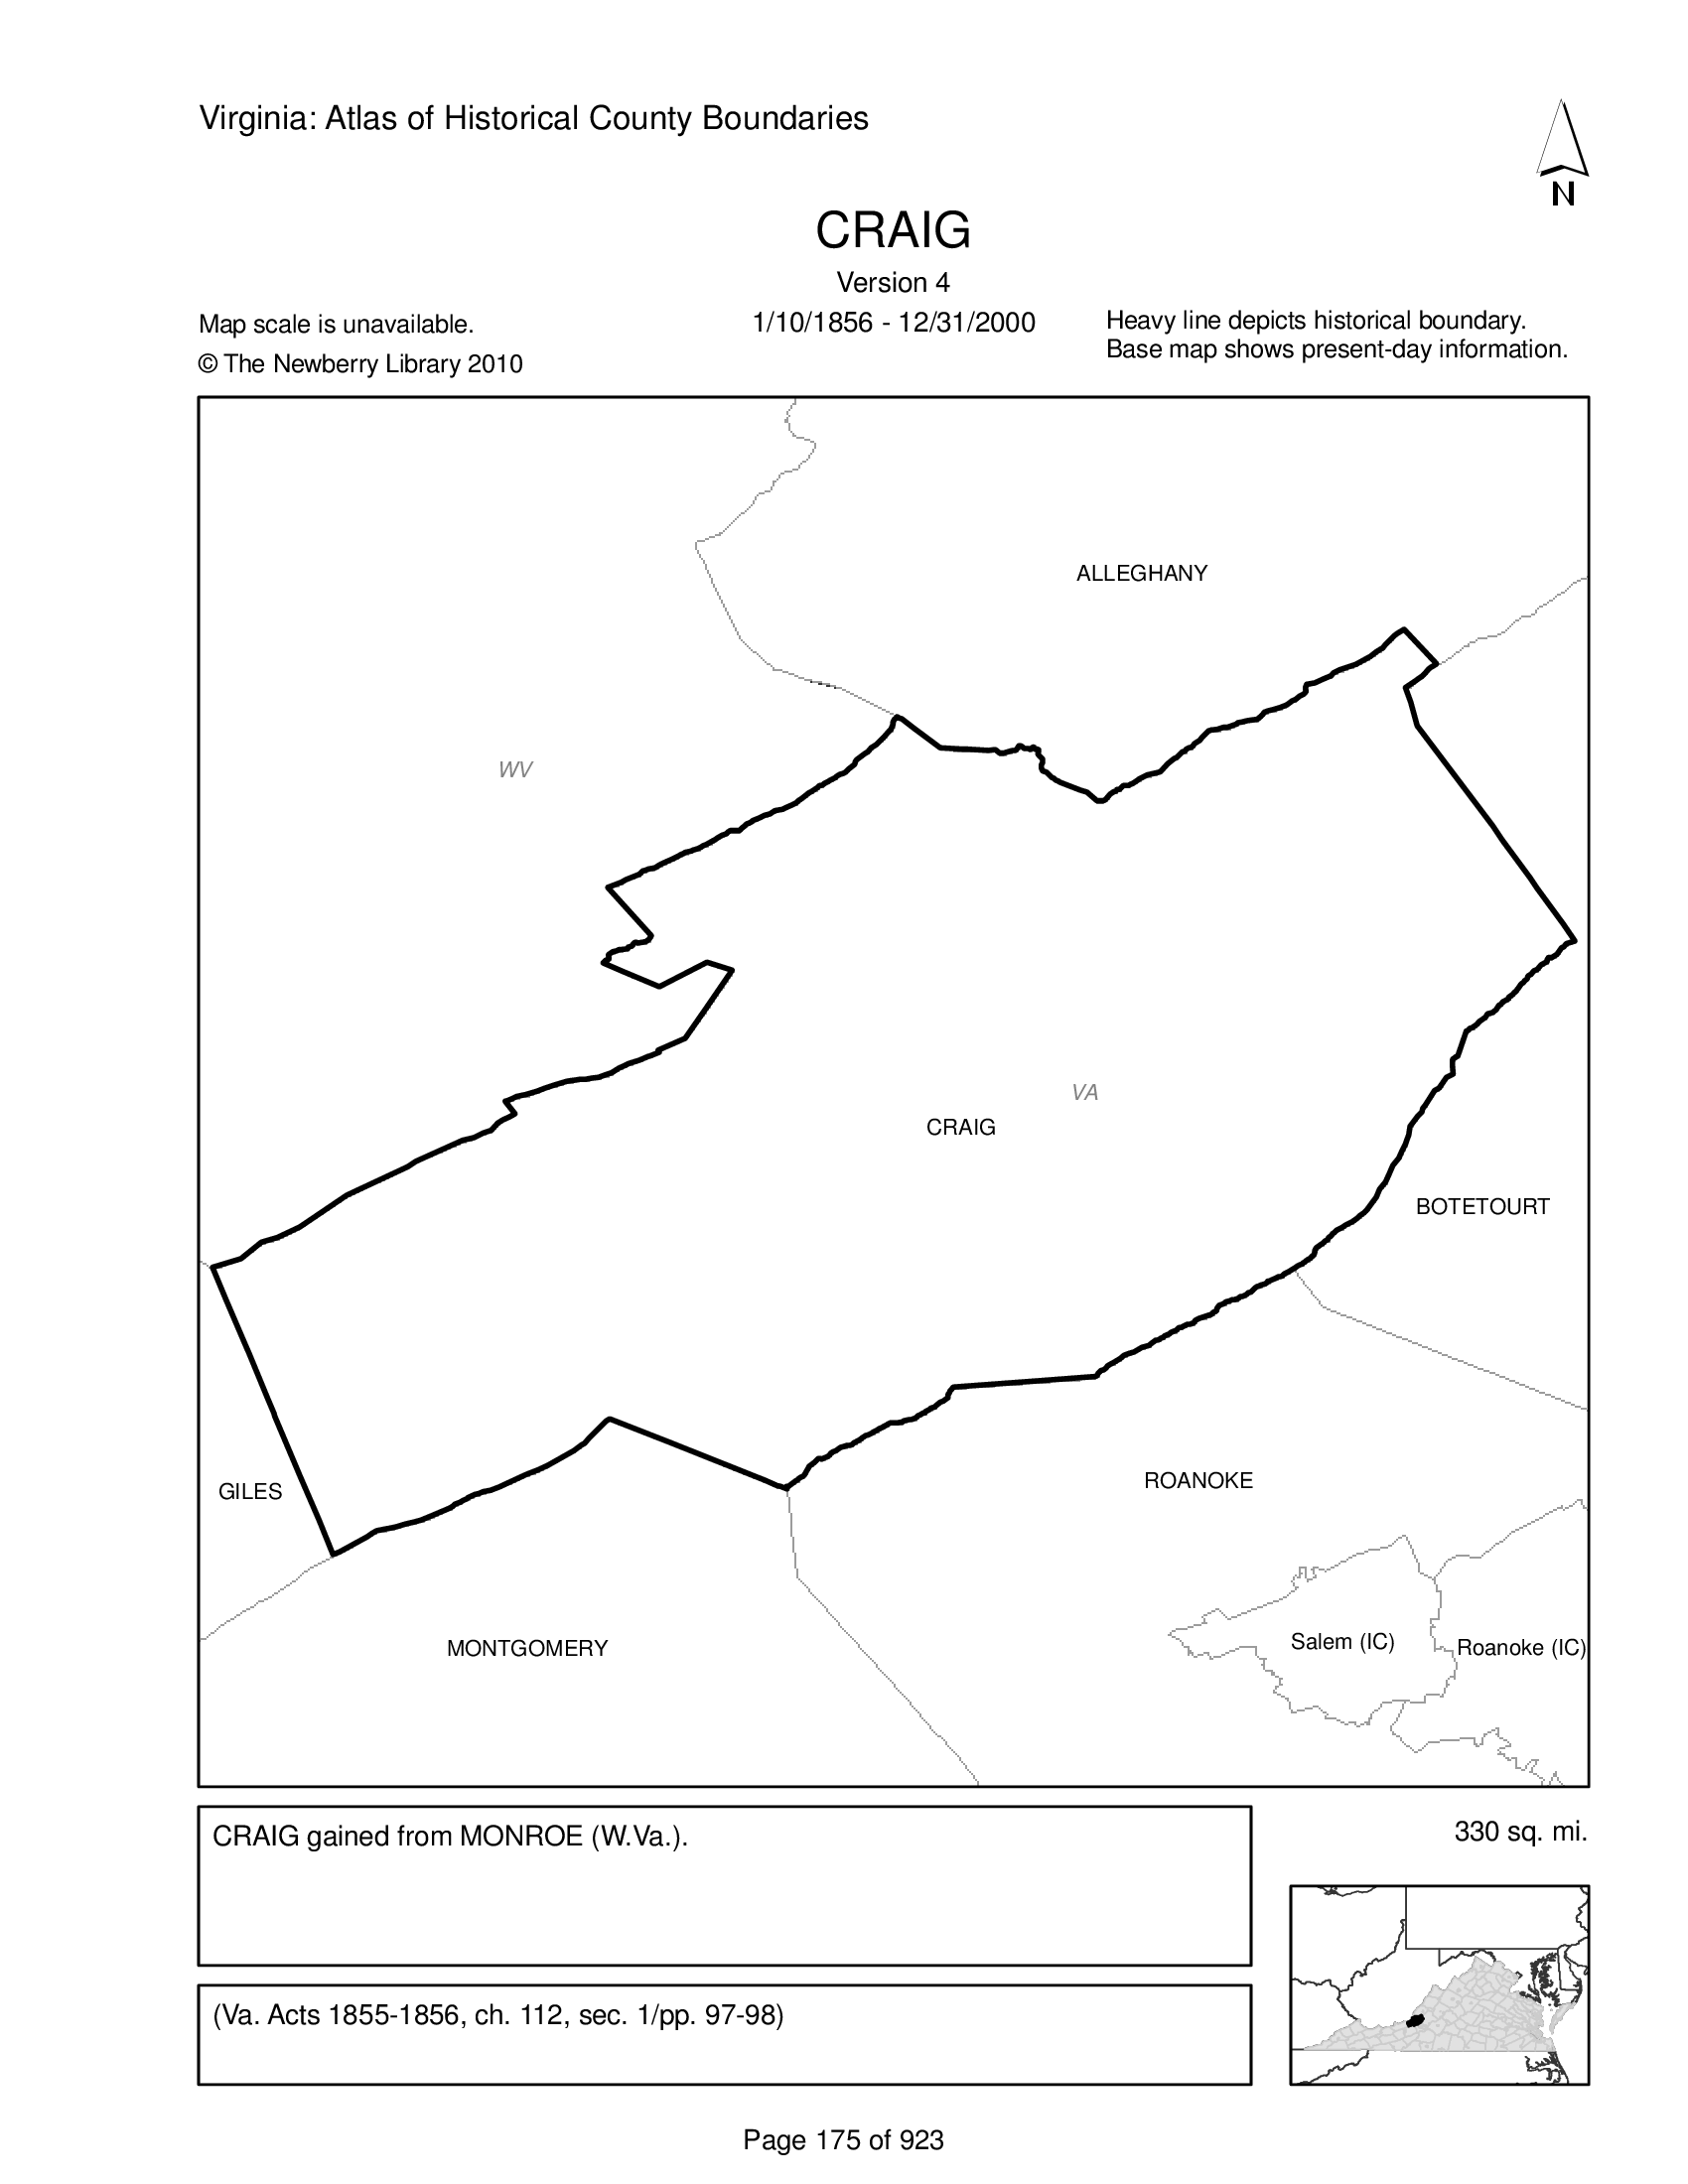 Virginia: Atlas of Historical County Boundaries
N
CRAIG
Version 4
Map scale is unavailable.
1/10/1856 - 12/31/2000
Heavy line depicts historical boundary.
Base map shows present-day information.
© The Newberry Library 2010
ALLEGHANY
WV
VA
CRAIG
BOTETOURT
GILES
ROANOKE
MONTGOMERY
Salem (IC)
Roanoke (IC)
CRAIG gained from MONROE (W.Va.).
330 sq. mi.
(Va. Acts 1855-1856, ch. 112, sec. 1/pp. 97-98)
Page 175 of 923